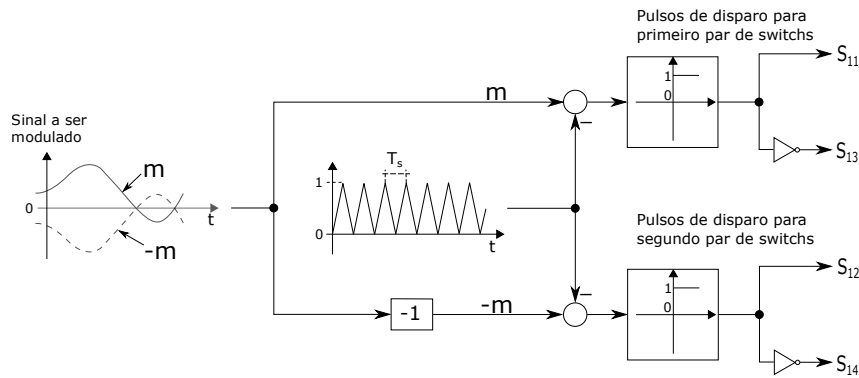 Pulsos de disparo para
primeiro par de switchs
S11
1
0
m
Sinal a ser
modulado
S13
Ts
m
1
0
t
Pulsos de disparo para
segundo par de switchs
-m
0
t
S12
1
0
-1
-m
S14